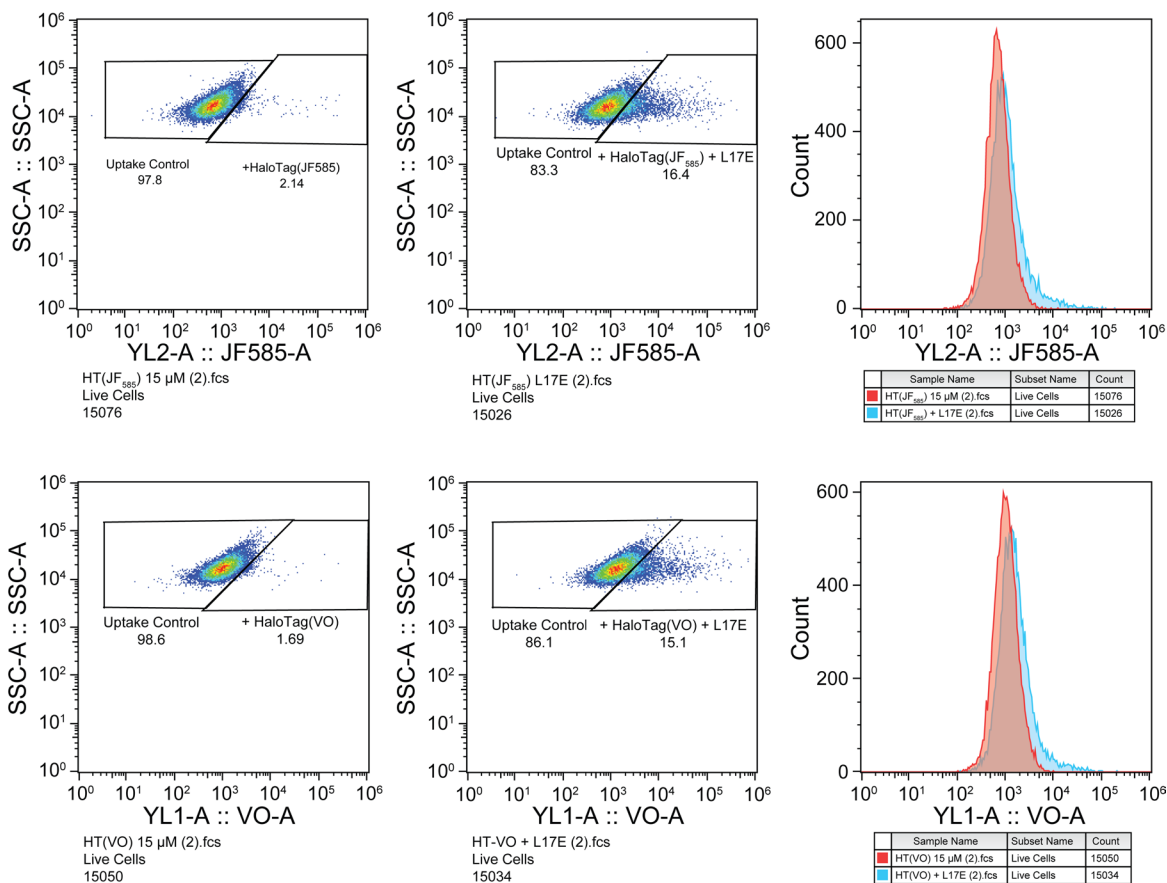 SSC-A :: SSC-A
10⁶
10⁵
10⁴
10³
10²
10¹
10⁰
Uptake Control
97.8
+HaloTag(JF585)
2.14
10⁰ 10¹ 10² 10³ 10⁴ 10⁵ 10⁶
YL2-A :: JF585-A
HT(JF₅₈₅) 15 µM (2).fcs
Live Cells
15076
SSC-A :: SSC-A
10⁶
10⁵
10⁴
10³
10²
10¹
10⁰
Uptake Control
83.3
+ HaloTag(JF₅₈₅) + L17E
16.4
10⁰ 10¹ 10² 10³ 10⁴ 10⁵ 10⁶
YL2-A :: JF585-A
HT(JF₅₈₅) L17E (2).fcs
Live Cells
15026
Count
600
400
200
0
10⁰ 10¹ 10² 10³ 10⁴ 10⁵ 10⁶
YL2-A :: JF585-A
Sample Name Subset Name Count
HT(JF₅₈₅) 15 µM (2).fcs Live Cells 15076
HT(JF₅₈₅) + L17E (2).fcs Live Cells 15026
SSC-A :: SSC-A
10⁶
10⁵
10⁴
10³
10²
10¹
10⁰
Uptake Control
98.6
+ HaloTag(VO)
1.69
10⁰ 10¹ 10² 10³ 10⁴ 10⁵ 10⁶
YL1-A :: VO-A
HT(VO) 15 µM (2).fcs
Live Cells
15050
SSC-A :: SSC-A
10⁶
10⁵
10⁴
10³
10²
10¹
10⁰
Uptake Control
86.1
+ HaloTag(VO) + L17E
15.1
10⁰ 10¹ 10² 10³ 10⁴ 10⁵ 10⁶
YL1-A :: VO-A
HT-VO + L17E (2).fcs
Live Cells
15034
Count
600
400
200
0
10⁰ 10¹ 10² 10³ 10⁴ 10⁵ 10⁶
YL1-A :: VO-A
Sample Name Subset Name Count
HT(VO) 15 µM (2).fcs Live Cells 15050
HT(VO) + L17E (2).fcs Live Cells 15034